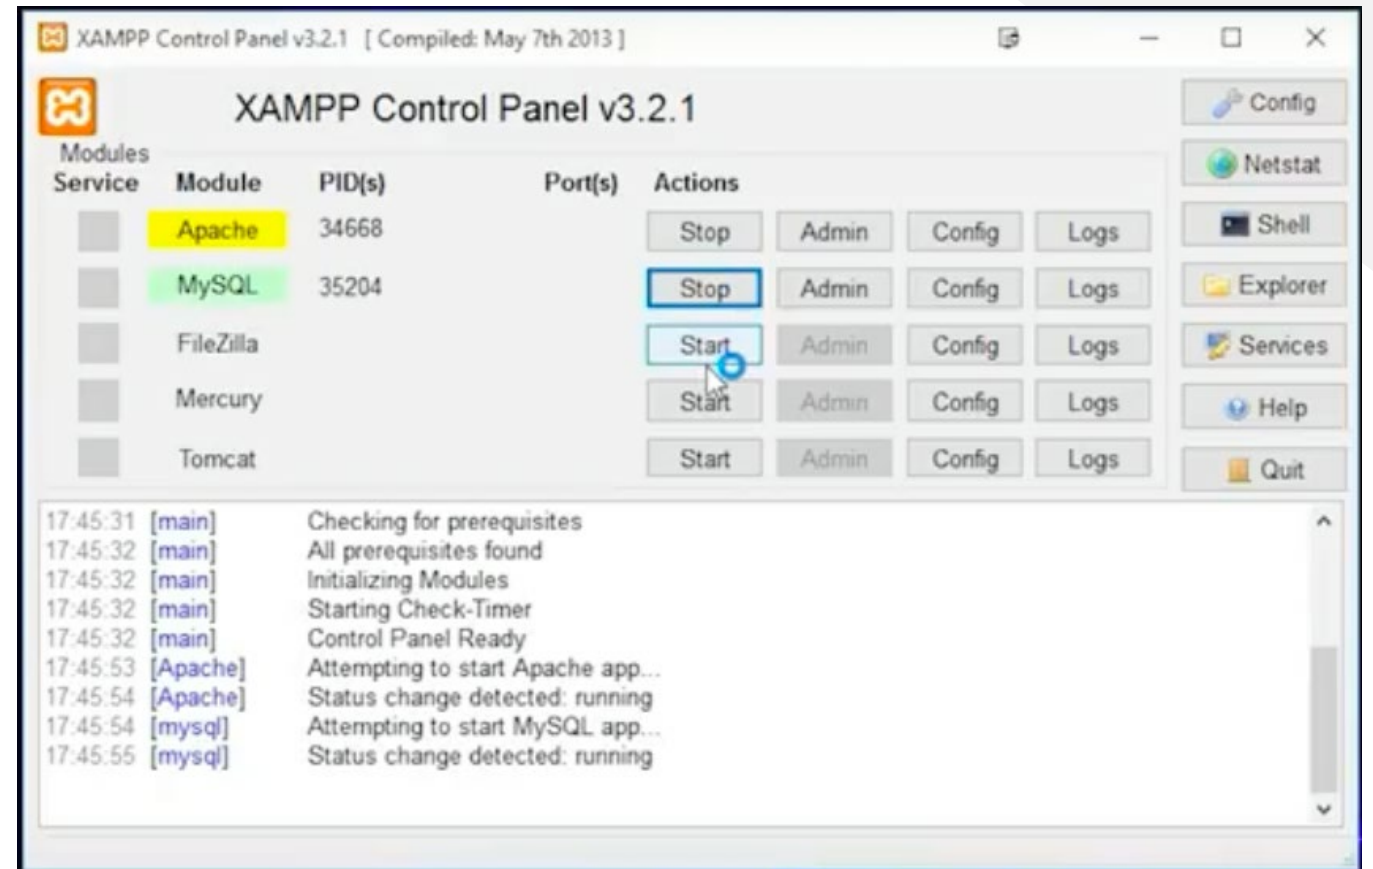 XAMPP Control Panel v3.2.1 [ Compiled: May 7th 2013 ]
XAMPP Control Panel v3.2.1
Config
Modules
Netstat
Service Module PID(s) Port(s) Actions
Apache 34668 Stop Admin Config Logs
Shell
MySQL 35204 Stop Admin Config Logs
Explorer
FileZilla Start Admin Config Logs
Services
Mercury Start Admin Config Logs
Help
Tomcat Start Admin Config Logs
Quit
17:45:31 [main] Checking for prerequisites
17:45:32 [main] All prerequisites found
17:45:32 [main] Initializing Modules
17:45:32 [main] Starting Check-Timer
17:45:32 [main] Control Panel Ready
17:45:53 [Apache] Attempting to start Apache app...
17:45:54 [Apache] Status change detected: running
17:45:54 [mysql] Attempting to start MySQL app...
17:45:55 [mysql] Status change detected: running